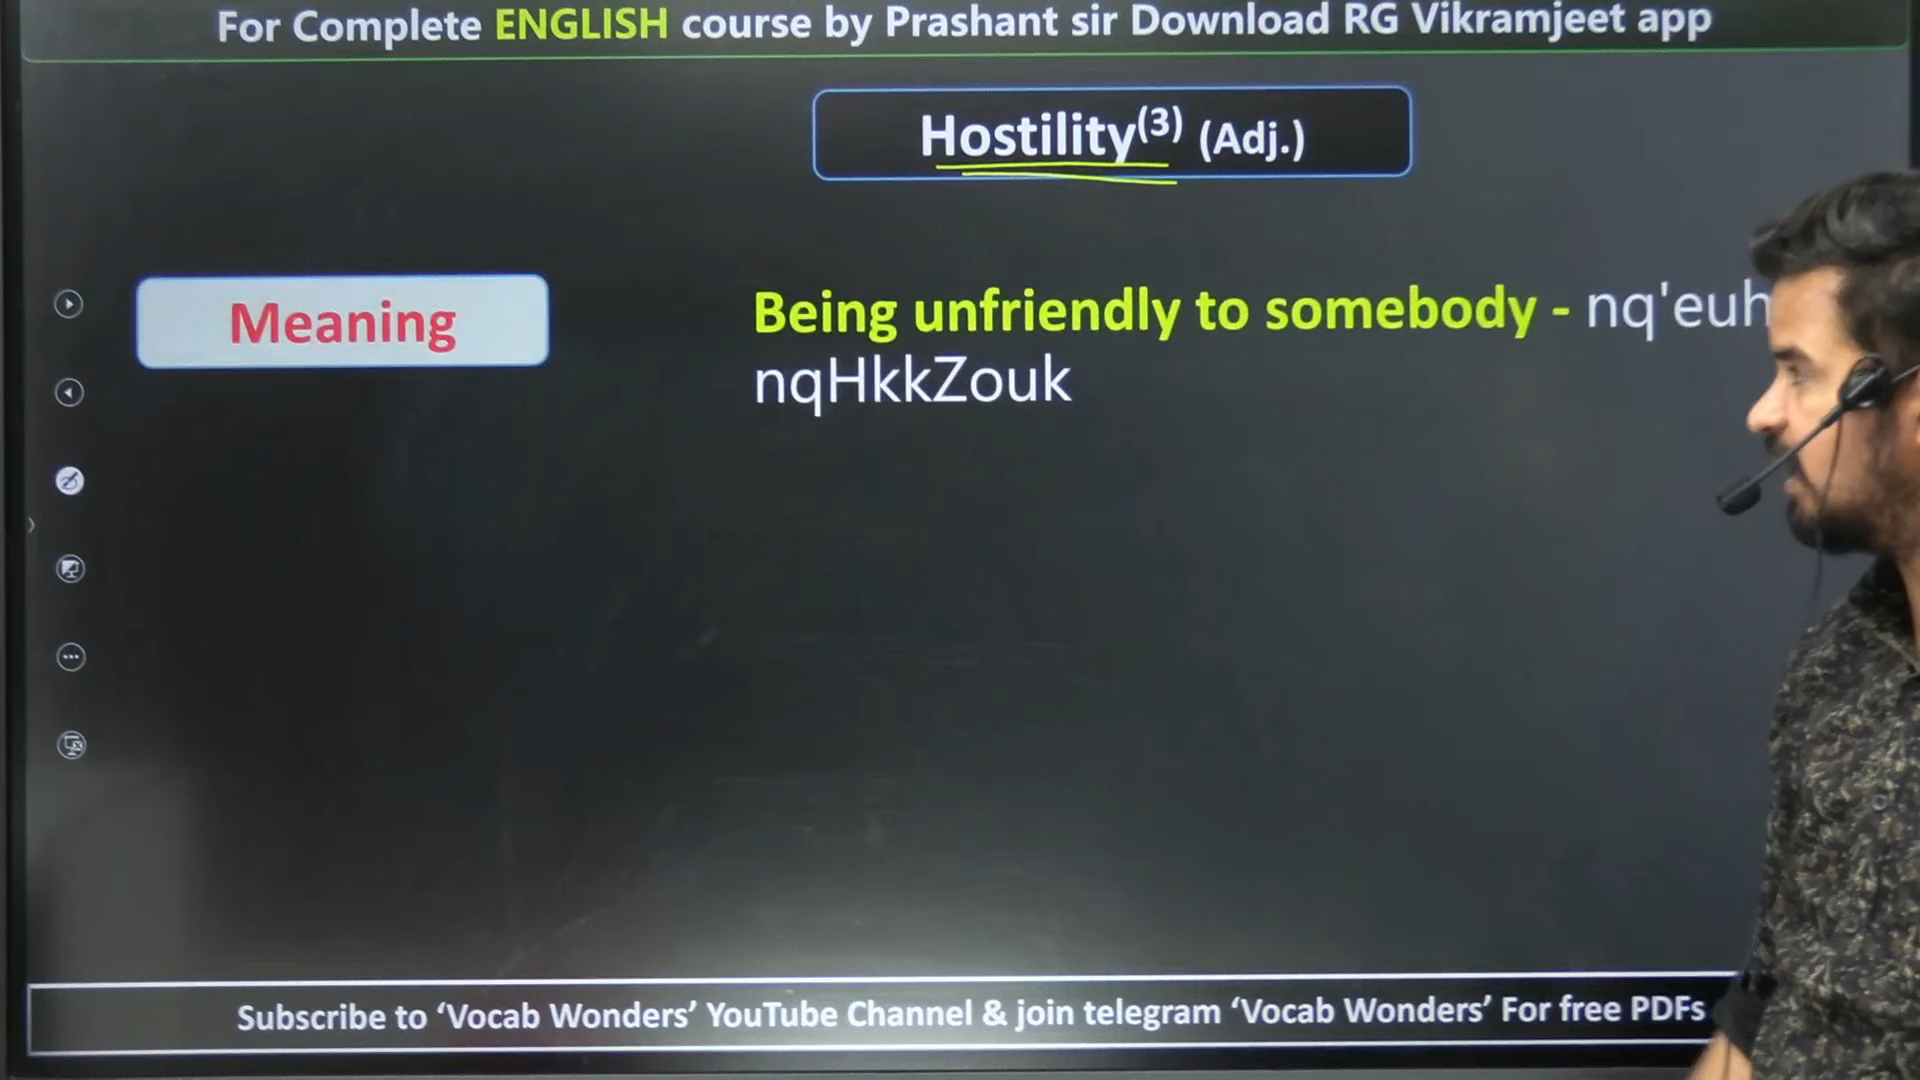 For Complete ENGLISH course by Prashant sir Download RG Vikramjeet app
Hostility(3) (Adj.)
Meaning
Being unfriendly to somebody - nq'euh
nqHkkZouk
Subscribe to ‘Vocab Wonders’ YouTube Channel & join telegram ‘Vocab Wonders’ For free PDFs